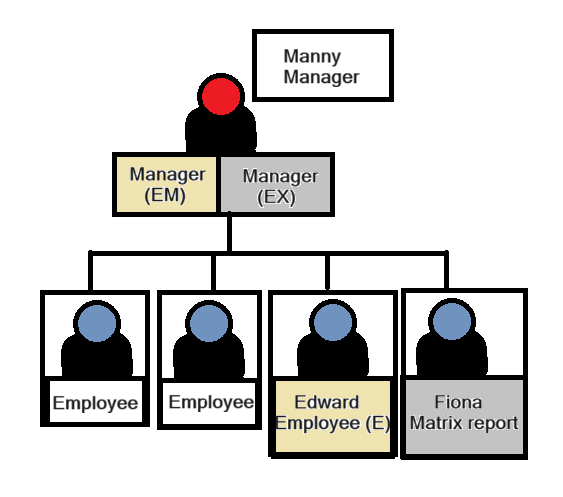 Manny
Manager
Manager
(EM)
Manager
(EX)
Employee
Employee
Edward
Employee (E)
Fiona
Matrix report